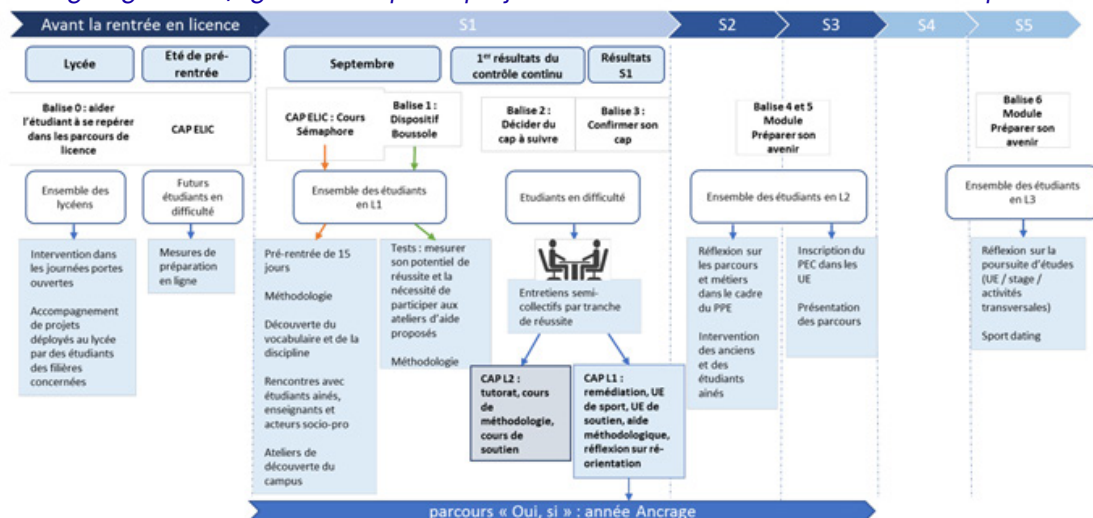 Avant la rentrée en licence
S1
S2
S3
S4
S5
Lycée
Eté de pré-
rentrée
Septembre
1er résultats du
contrôle continu
Résultats
S1
Balise 0 : aider
l'étudiant à se repérer
dans les parcours de
licence
CAP ELIC
CAP ELIC : Cours
Sémaphore
Balise 1 :
Dispositif
Boussole
Balise 2 :
Décider du
cap à suivre
Balise 3 :
Confirmer son
cap
Balise 4 et 5
Module
Préparer son
avenir
Balise 6
Module
Préparer son
avenir
Ensemble des
lycéens
Futurs
étudiants en
difficulté
Ensemble des étudiants
en L1
Etudiants en difficulté
Ensemble des étudiants en L2
Ensemble des étudiants
en L3
Intervention dans
les journées portes
ouvertes
Accompagnement
de projets
déployés au lycée
par des étudiants
des filières
concernées
Mesures de
préparation
en ligne
Pré-rentrée de 15
jours
Méthodologie
Découverte du
vocabulaire et de la
discipline
Rencontres avec
étudiants ainés,
enseignants et
acteurs socio-pro
Ateliers de
découverte du
campus
Tests : mesurer
son potentiel de
réussite et la
nécessité de
participer aux
ateliers d'aide
proposés
Méthodologie
Entretiens semi-
collectifs par tranche
de réussite
CAP L2 :
tutorat, cours
de
méthodologie,
cours de
soutien
CAP L1 :
remédiation, UE
de sport, UE de
soutien, aide
méthodologique,
réflexion sur ré-
orientation
Réflexion sur
les parcours
et métiers
dans le cadre
du PPE
Intervention
des anciens et
des
étudiants
ainés
Inscription du
PEC dans les
UE
Présentation
des parcours
Réflexion sur la
poursuite d'études
(UE / stage /
activités
transversales)
Sport dating
parcours « Oui, si » : année Ancrage